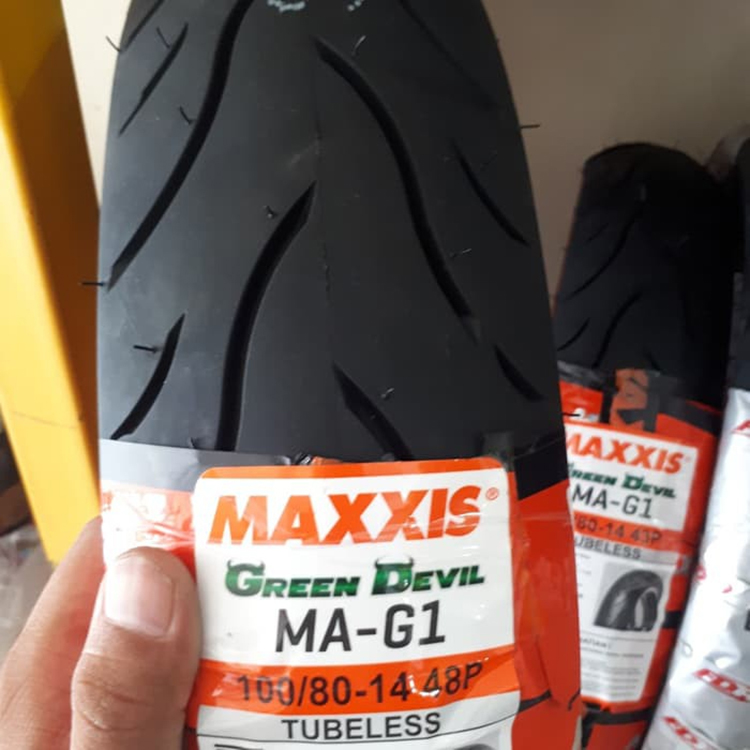 MAXXIS®
GREEN DEVIL
MA-G1
100/80-14 48P
TUBELESS
MAXXIS
GREEN DEVIL
MA-G1
80-14 43P
TUBELESS